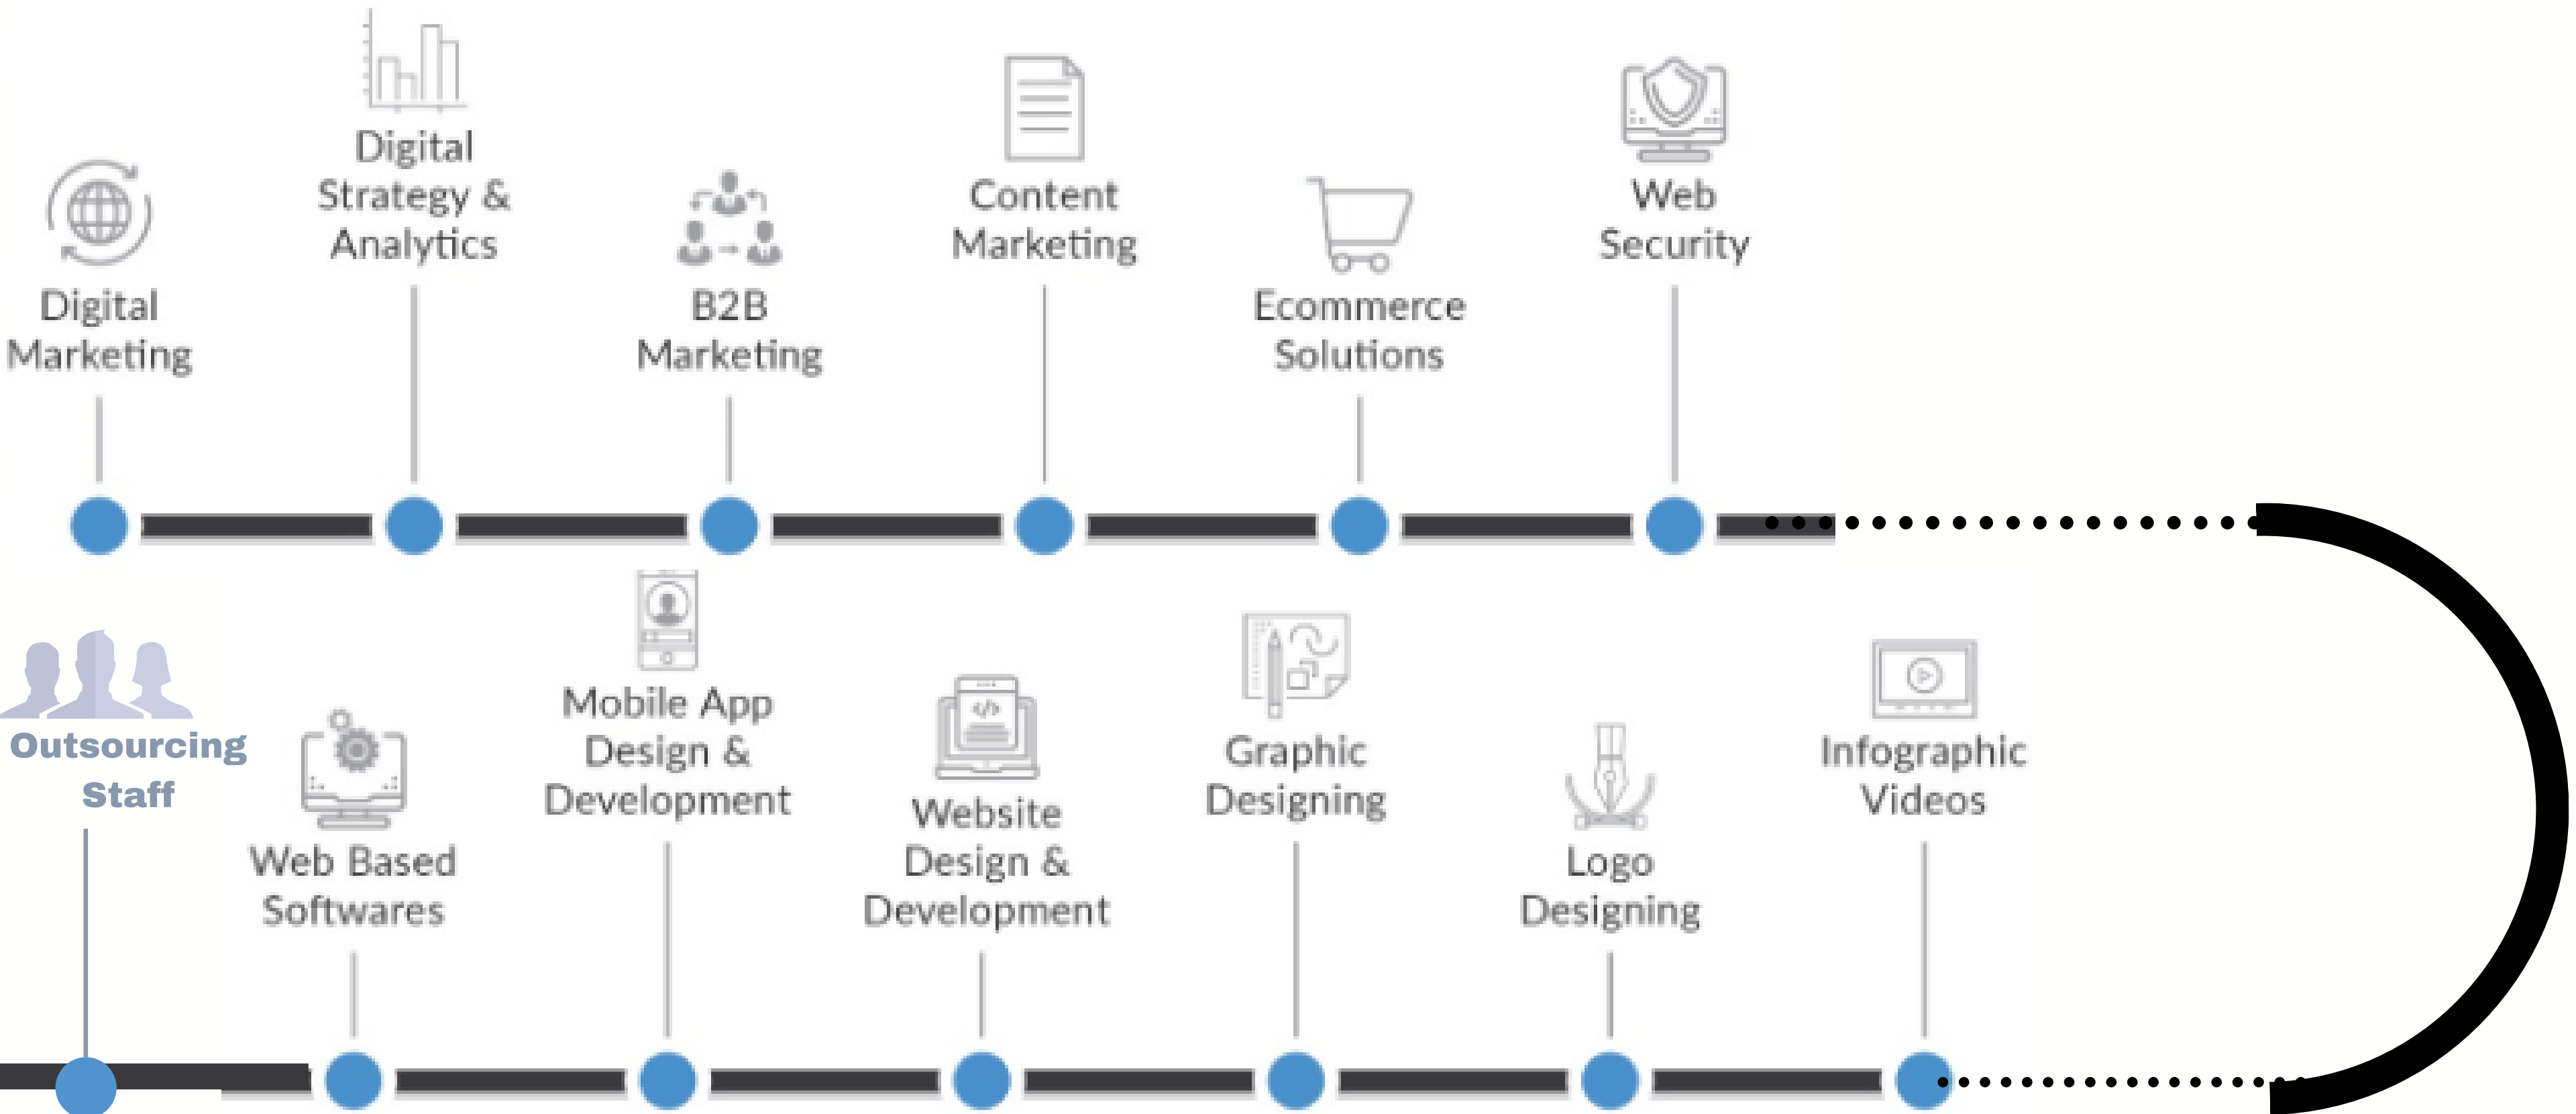 Digital
Marketing
Digital
Strategy &
Analytics
B2B
Marketing
Content
Marketing
Ecommerce
Solutions
Web
Security
Outsourcing
Staff
Web Based
Softwares
Mobile App
Design &
Development
Website
Design &
Development
Graphic
Designing
Logo
Designing
Infographic
Videos